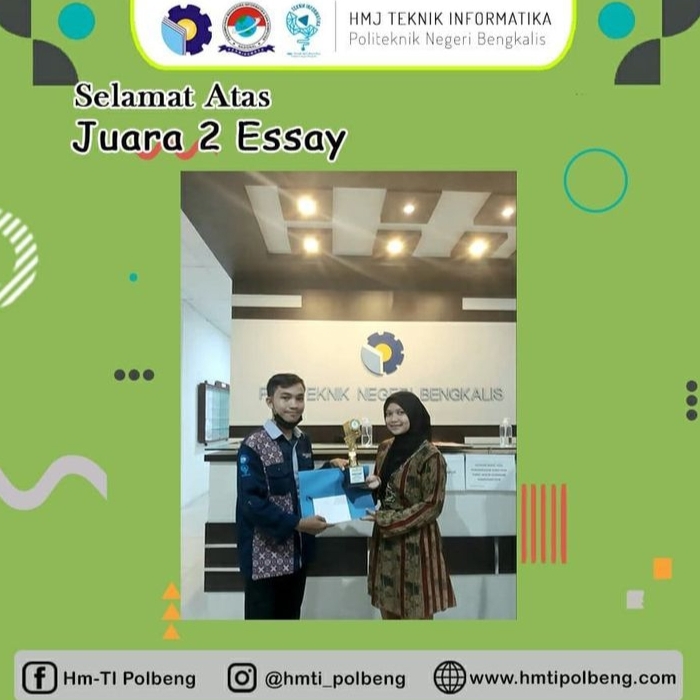 HMJ TEKNIK INFORMATIKA
Politeknik Negeri Bengkalis
Selamat Atas
Juara 2 Essay
POLITEKNIK NEGERI BENGKALIS
Hm-TI Polbeng
@hmti_polbeng
www.hmtipolbeng.com